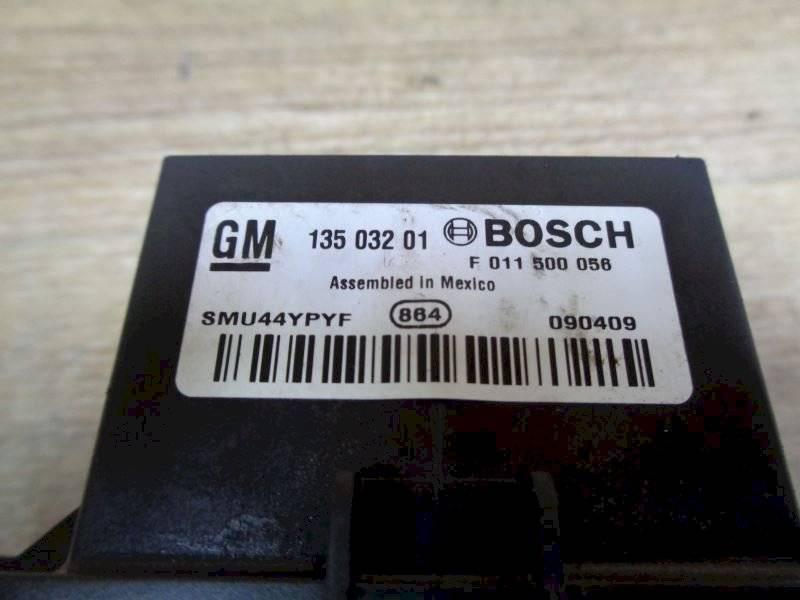 GM 135 032 01 BOSCH
F 011 500 056
Assembled in Mexico
SMU44YPYF 864 090409